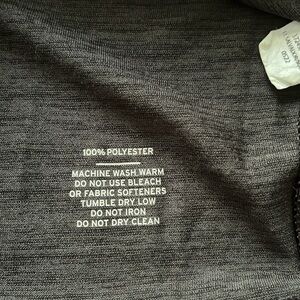 100% POLYESTER
MACHINE WASH WARM
DO NOT USE BLEACH
OR FABRIC SOFTENERS
TUMBLE DRY LOW
DO NOT IRON
DO NOT DRY CLEAN